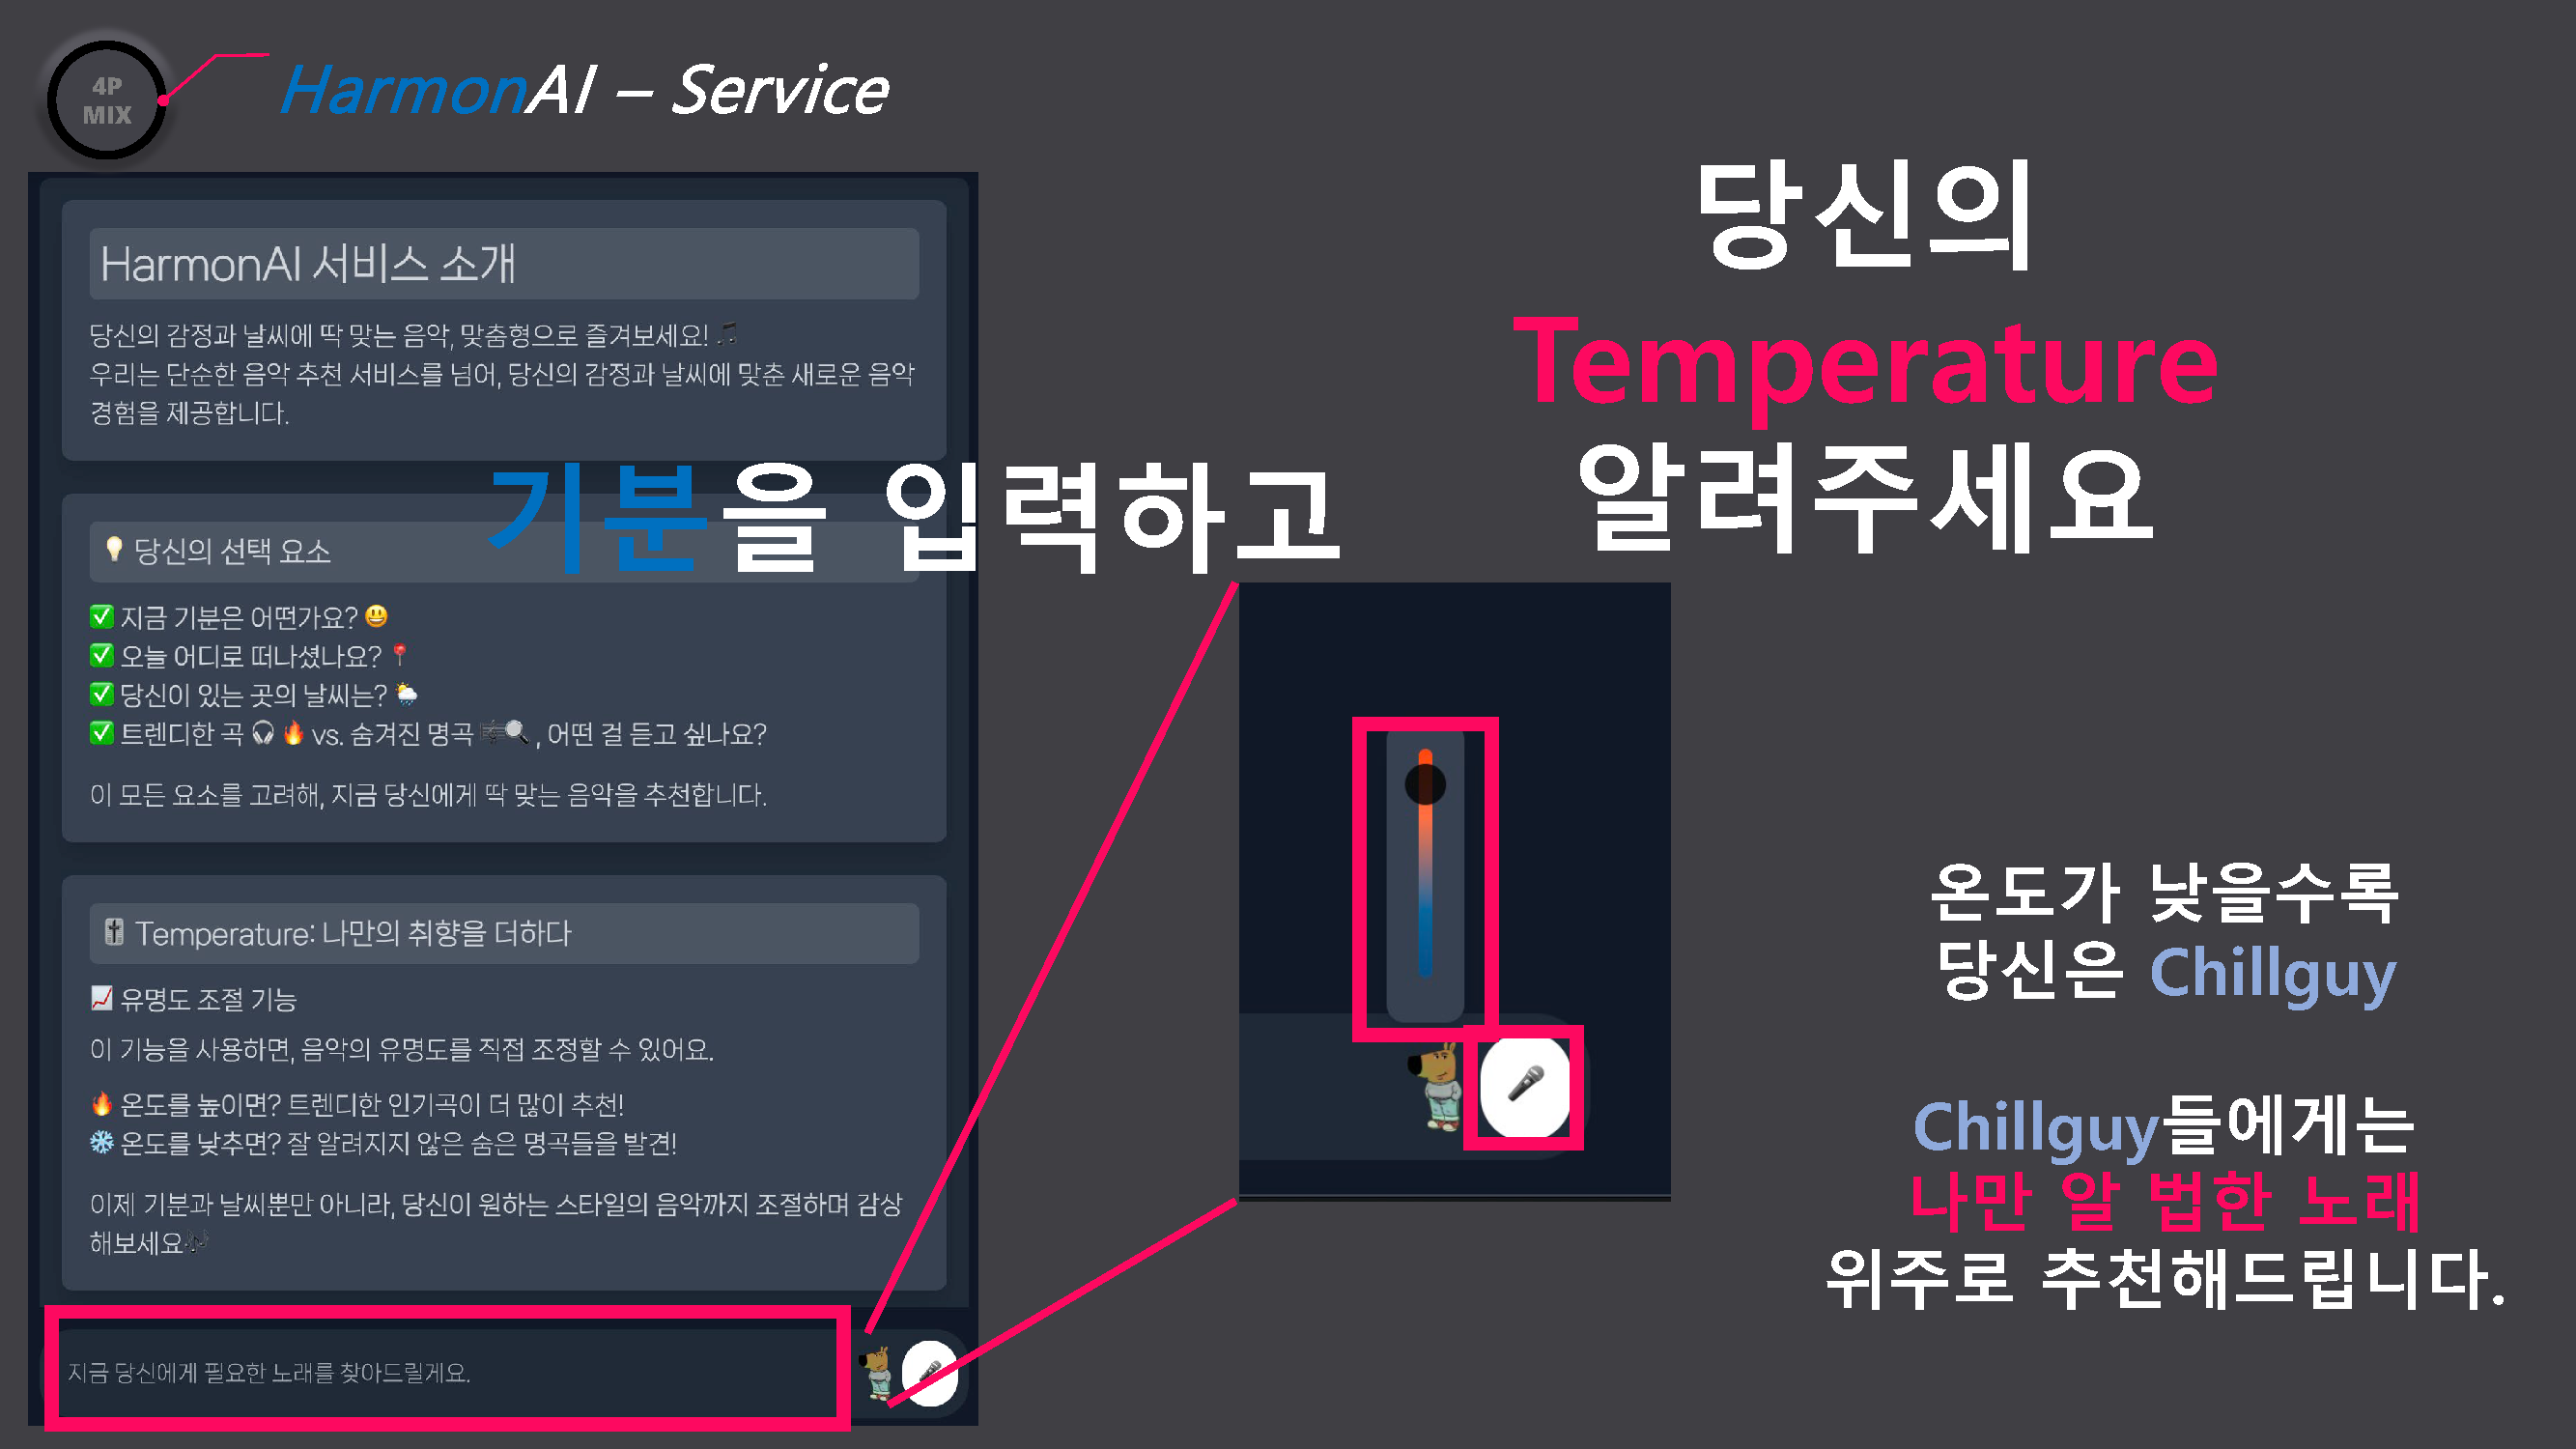 4P
MIX
HarmonAI – Service
HarmonAI 서비스 소개
당신의 감정과 날씨에 딱 맞는 음악, 맞춤형으로 즐겨보세요! 🎵
우리는 단순한 음악 추천 서비스를 넘어, 당신의 감정과 날씨에 맞춘 새로운 음악
경험을 제공합니다.
기분을 입력하고
💡 당신의 선택 요소
✅ 지금 기분은 어떤가요? 😃
✅ 오늘 어디로 떠나셨나요? 📍
✅ 당신이 있는 곳의 날씨는? 🌦
✅ 트렌디한 곡 🎧 🔥 vs. 숨겨진 명곡 🎼🔍 , 어떤 걸 듣고 싶나요?
이 모든 요소를 고려해, 지금 당신에게 딱 맞는 음악을 추천합니다.
🎚 Temperature: 나만의 취향을 더하다
📈 유명도 조절 기능
이 기능을 사용하면, 음악의 유명도를 직접 조정할 수 있어요.
🔥 온도를 높이면? 트렌디한 인기곡이 더 많이 추천!
❄️ 온도를 낮추면? 잘 알려지지 않은 숨은 명곡들을 발견!
이제 기분과 날씨뿐만 아니라, 당신이 원하는 스타일의 음악까지 조절하며 감상
해보세요🎶
지금 당신에게 필요한 노래를 찾아드릴게요.
당신의
Temperature
알려주세요
온도가 낮을수록
당신은 Chillguy
Chillguy들에게는
나만 알 법한 노래
위주로 추천해드립니다.